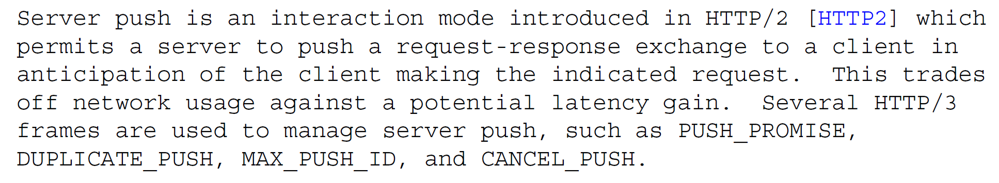 Server push is an interaction mode introduced in HTTP/2 [HTTP2] which
permits a server to push a request-response exchange to a client in
anticipation of the client making the indicated request.  This trades
off network usage against a potential latency gain.  Several HTTP/3
frames are used to manage server push, such as PUSH_PROMISE,
DUPLICATE_PUSH, MAX_PUSH_ID, and CANCEL_PUSH.